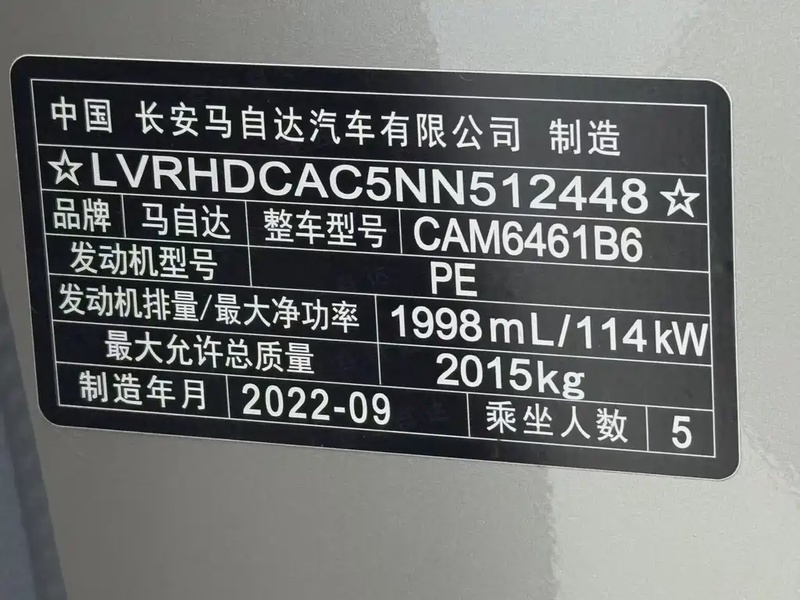 中国 长安马自达汽车有限公司 制造
☆LVRHDCAC5NN512448☆
品牌 马自达 整车型号 CAM6461B6
发动机型号 PE
发动机排量/最大净功率 1998mL/114kW
最大允许总质量 2015kg
制造年月 2022-09 乘坐人数 5